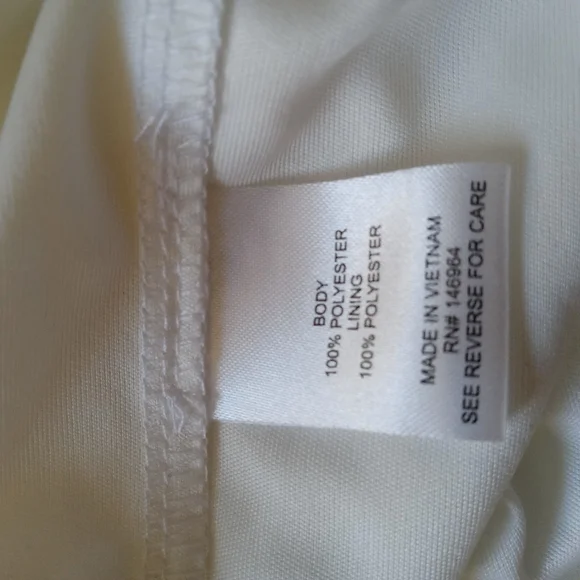 BODY
100% POLYESTER
LINING
100% POLYESTER
MADE IN VIETNAM
RN# 146964
SEE REVERSE FOR CARE